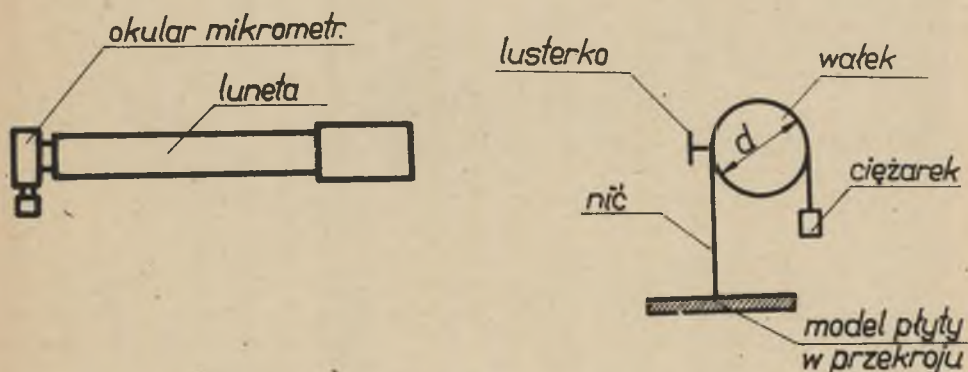 okular mikrometr.
luneta
lusterko
wałek
d
ciężarek
nić
model płyty
w przekroju